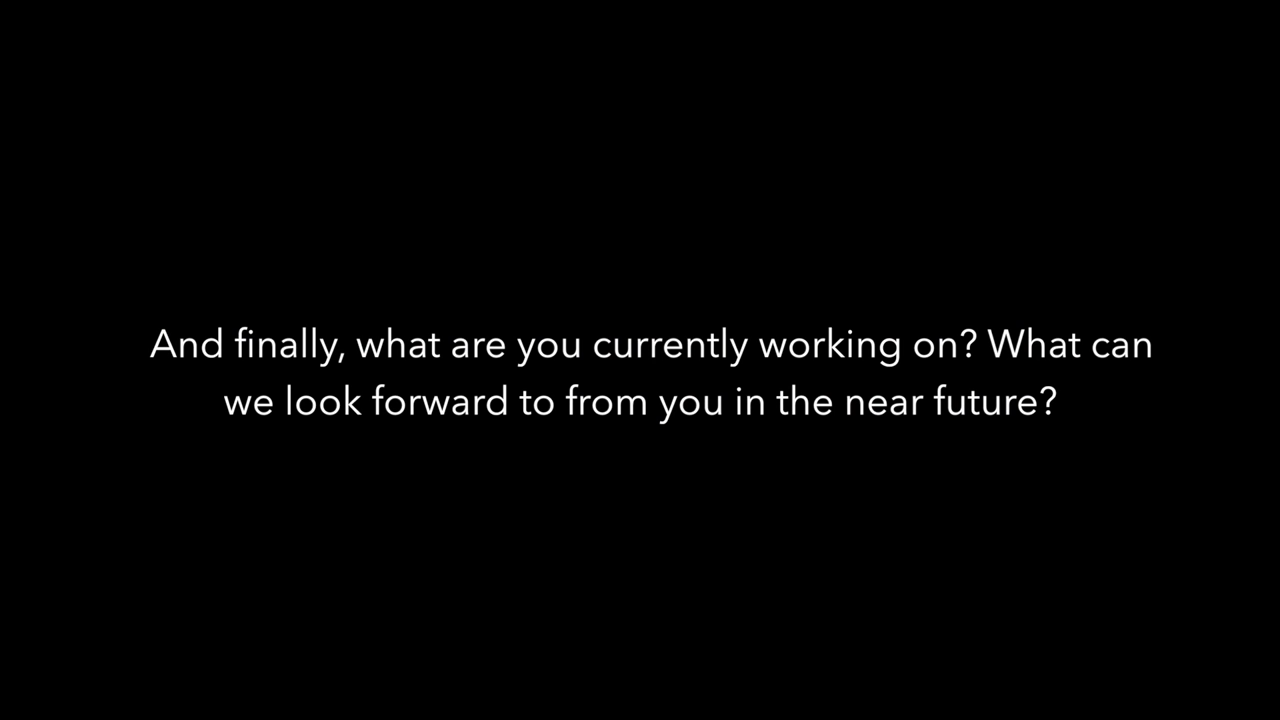 And finally, what are you currently working on? What can
we look forward to from you in the near future?